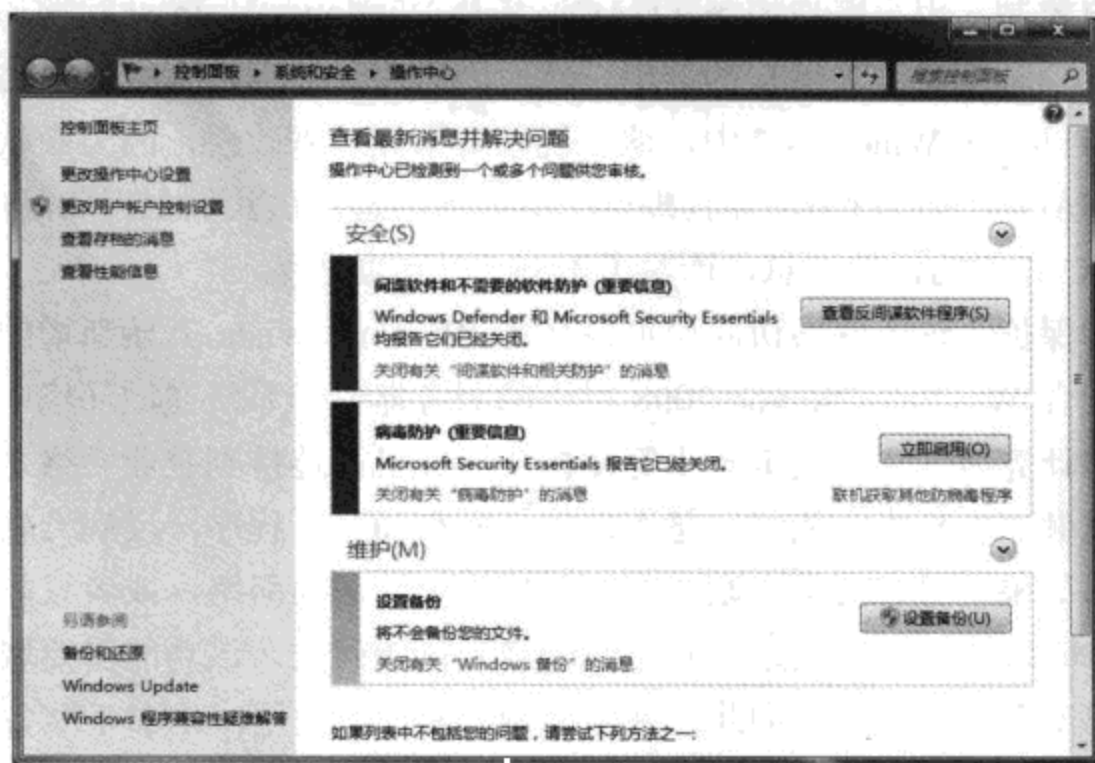 控制面板 ▸ 系统和安全 ▸ 操作中心
搜索控制面板
控制面板主页
更改操作中心设置
更改用户帐户控制设置
查看存档的消息
查看性能信息
另请参阅
备份和还原
Windows Update
Windows 程序兼容性疑难解答
查看最新消息并解决问题
操作中心已检测到一个或多个问题供您审核。
安全(S)
间谍软件和不需要的软件防护 (重要信息)
Windows Defender 和 Microsoft Security Essentials
均报告它们已经关闭。
查看反间谍软件程序(S)
关闭有关“间谍软件和相关防护”的消息
病毒防护 (重要信息)
Microsoft Security Essentials 报告它已经关闭。
立即启用(O)
关闭有关“病毒防护”的消息
联机获取其他防病毒程序
维护(M)
设置备份
将不会备份您的文件。
设置备份(U)
关闭有关“Windows 备份”的消息
如果列表中不包括您的问题，请尝试下列方法之一: